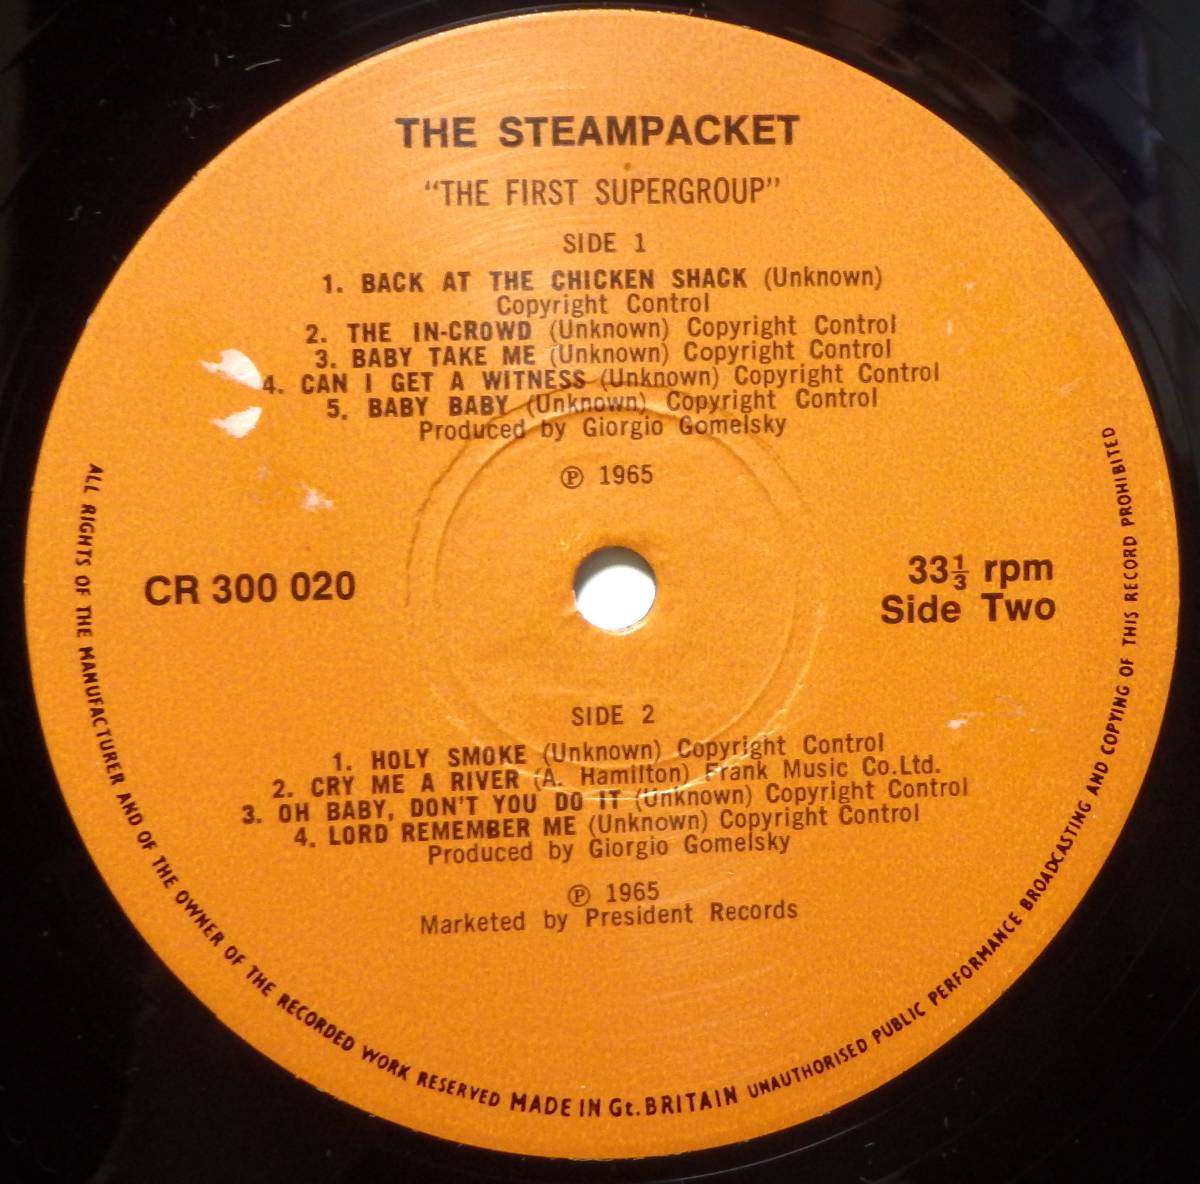 THE STEAMPACKET
“THE FIRST SUPERGROUP”
SIDE 1
1. BACK AT THE CHICKEN SHACK (Unknown)
Copyright Control
2. THE IN-CROWD (Unknown) Copyright Control
3. BABY TAKE ME (Unknown) Copyright Control
4. CAN I GET A WITNESS (Unknown) Copyright Control
5. BABY BABY (Unknown) Copyright Control
Produced by Giorgio Gomelsky
℗ 1965
CR 300 020
33⅓ rpm
Side Two
SIDE 2
1. HOLY SMOKE (Unknown) Copyright Control
2. CRY ME A RIVER (A. Hamilton) Frank Music Co.Ltd.
3. OH BABY, DON'T YOU DO IT (Unknown) Copyright Control
4. LORD REMEMBER ME (Unknown) Copyright Control
Produced by Giorgio Gomelsky
℗ 1965
Marketed by President Records
ALL RIGHTS OF THE MANUFACTURER AND OF THE OWNER OF THE RECORDED WORK RESERVED MADE IN Gt. BRITAIN UNAUTHORISED PUBLIC PERFORMANCE BROADCASTING AND COPYING OF THIS RECORD PROHIBITED